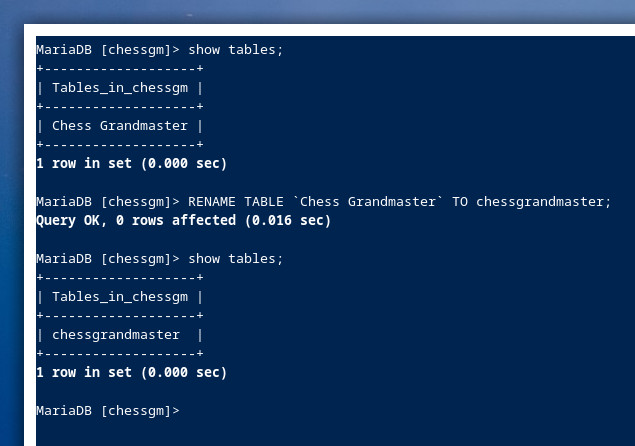 MariaDB [chessgm]> show tables;
+-------------------+
| Tables_in_chessgm |
+-------------------+
| Chess Grandmaster |
+-------------------+
1 row in set (0.000 sec)
MariaDB [chessgm]> RENAME TABLE `Chess Grandmaster` TO chessgrandmaster;
Query OK, 0 rows affected (0.016 sec)
MariaDB [chessgm]> show tables;
+-------------------+
| Tables_in_chessgm |
+-------------------+
| chessgrandmaster  |
+-------------------+
1 row in set (0.000 sec)
MariaDB [chessgm]>